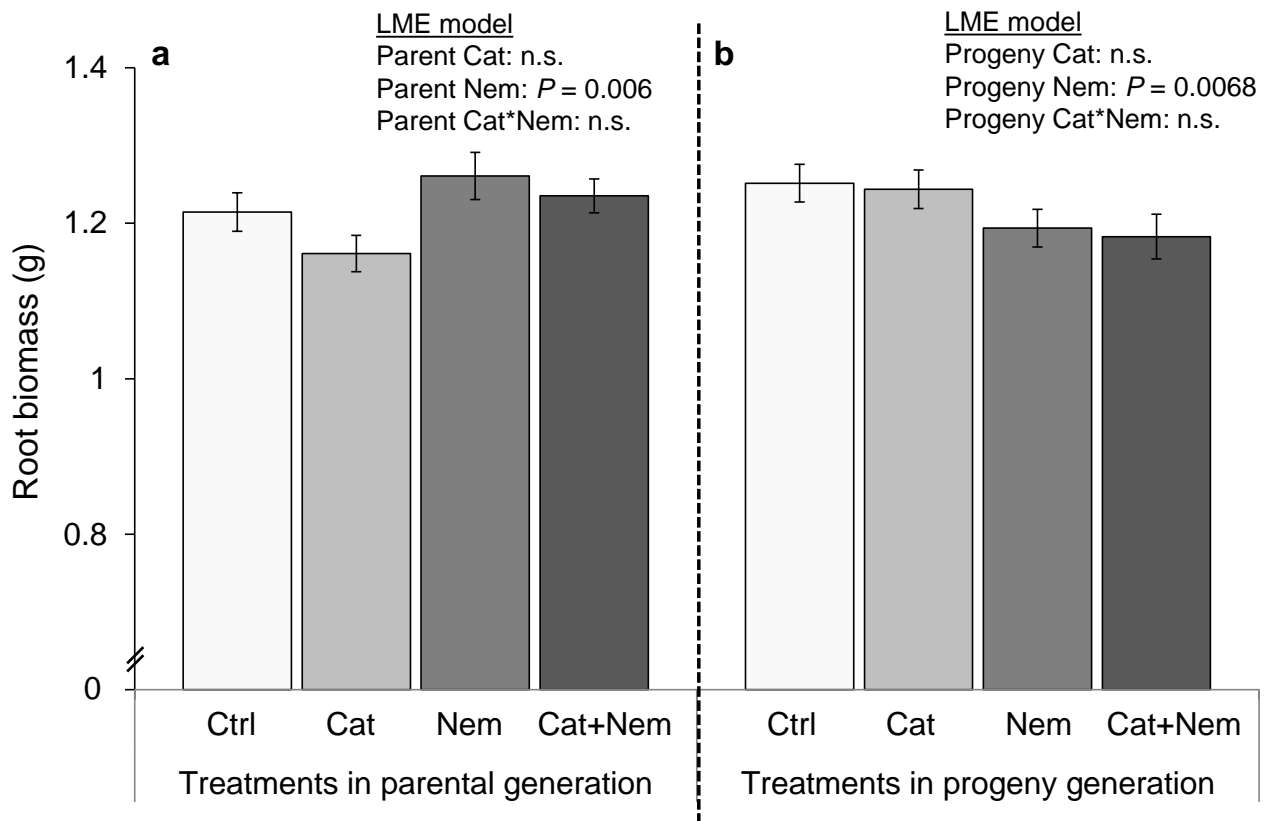 LME model
Parent Cat: n.s.
Parent Nem: P = 0.006
Parent Cat*Nem: n.s.
a
LME model
Progeny Cat: n.s.
Progeny Nem: P = 0.0068
Progeny Cat*Nem: n.s.
b
Root biomass (g)
1.4
1.2
1
0.8
0
Ctrl Cat Nem Cat+Nem
Ctrl Cat Nem Cat+Nem
Treatments in parental generation
Treatments in progeny generation